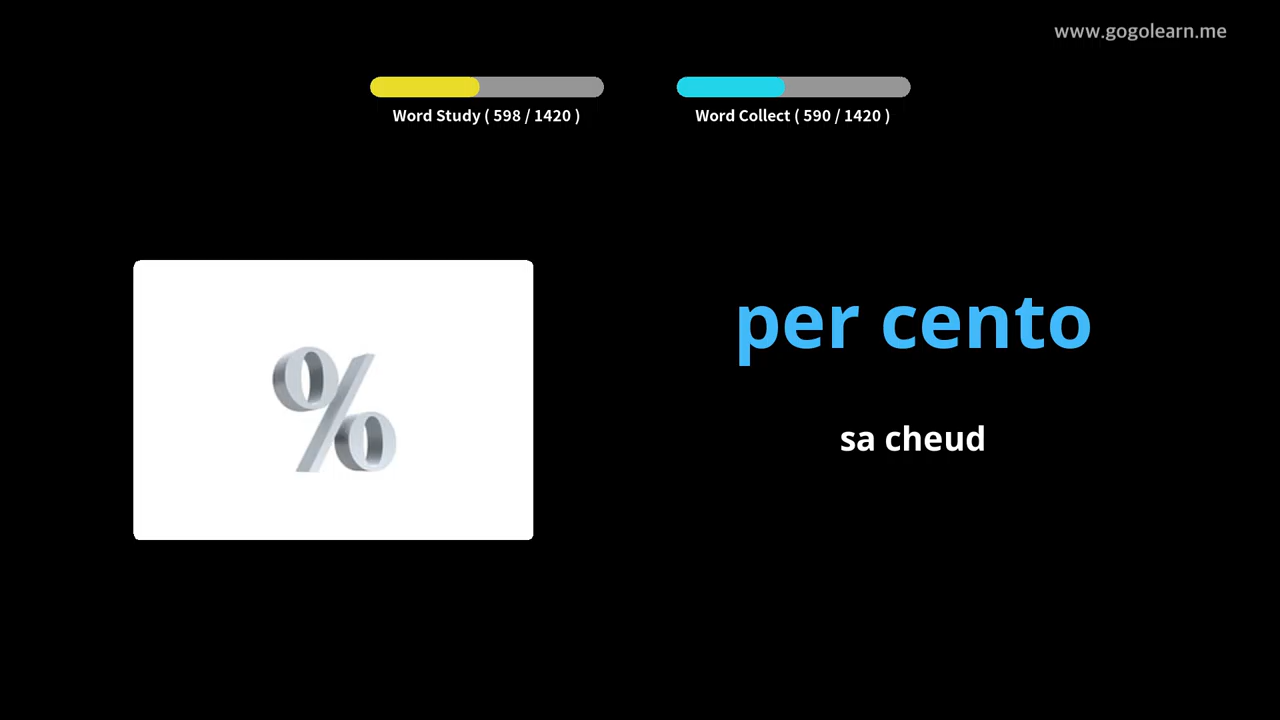 www.gogolearn.me
Word Study ( 598 / 1420 )
Word Collect ( 590 / 1420 )
%
per cento
sa cheud